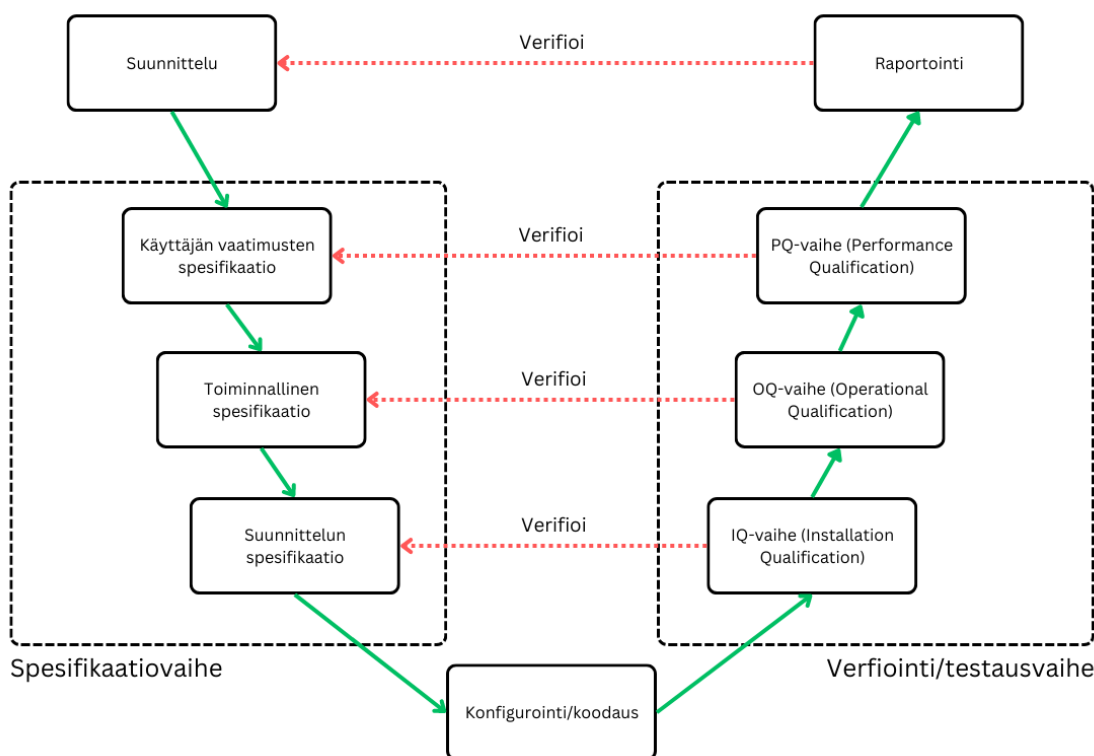 Suunnittelu
Verifioi
Raportointi
Käyttäjän vaatimusten
spesifikaatio
Verifioi
PQ-vaihe (Performance
Qualification)
Toiminnallinen
spesifikaatio
Verifioi
OQ-vaihe (Operational
Qualification)
Suunnittelun
spesifikaatio
Verifioi
IQ-vaihe (Installation
Qualification)
Spesifikaatiovaihe
Verfiointi/testausvaihe
Konfigurointi/koodaus